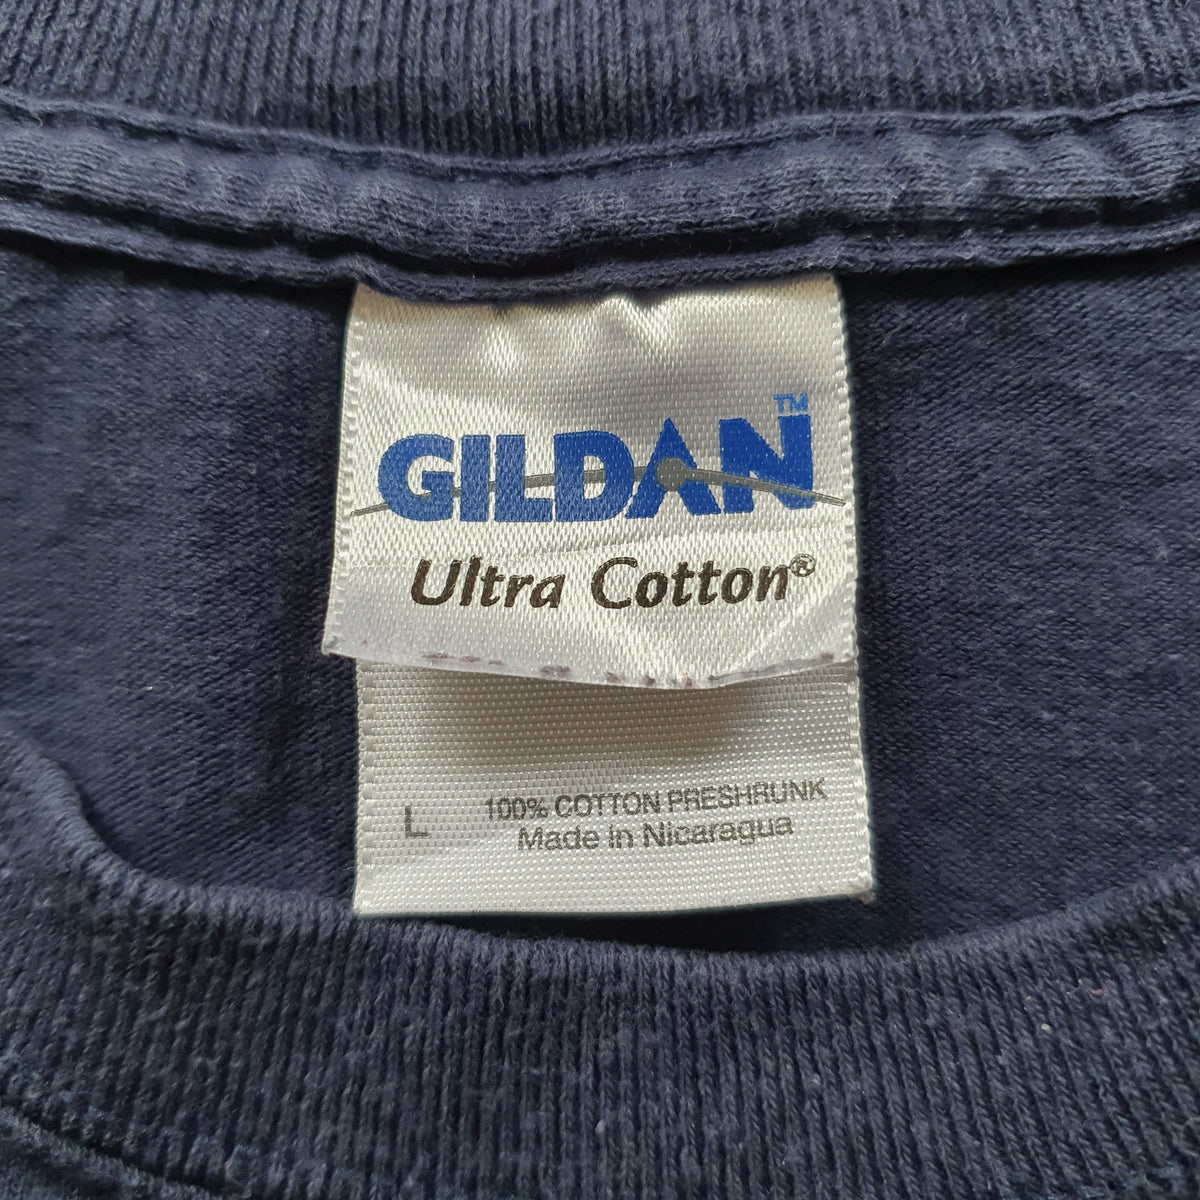 GILDAN™
Ultra Cotton®
L
100% COTTON PRESHRUNK
Made in Nicaragua